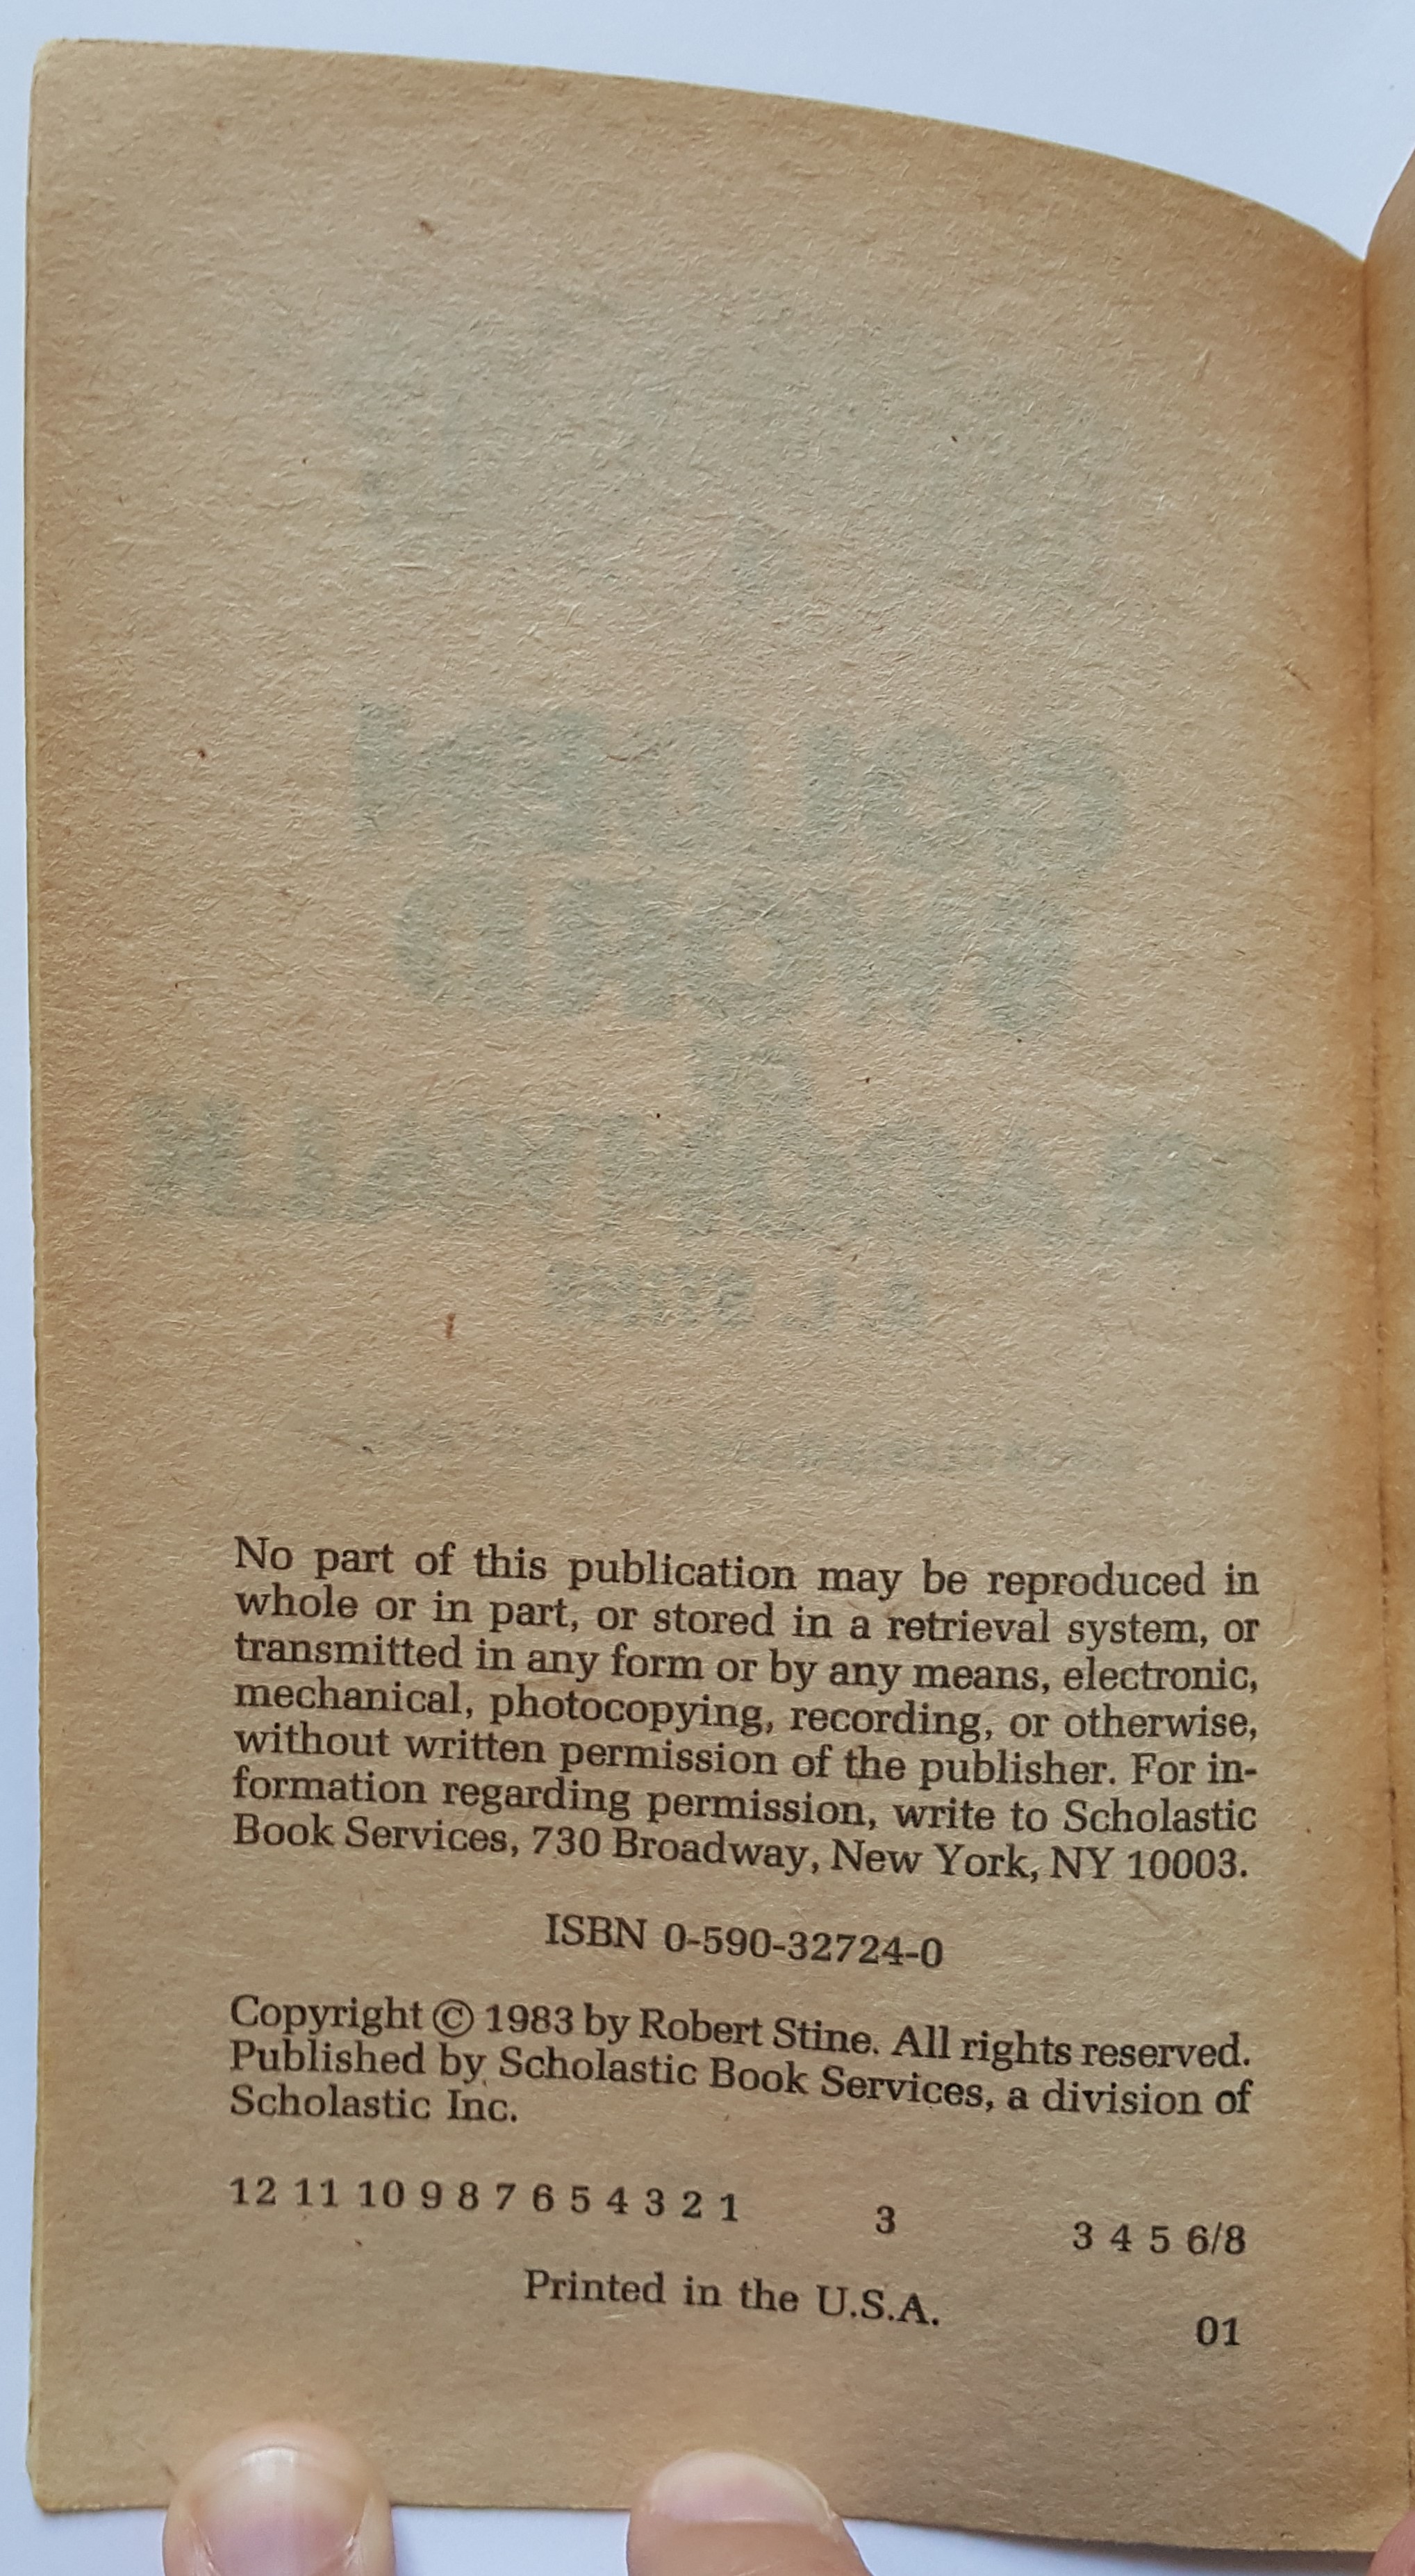 No part of this publication may be reproduced in
whole or in part, or stored in a retrieval system, or
transmitted in any form or by any means, electronic,
mechanical, photocopying, recording, or otherwise,
without written permission of the publisher. For in-
formation regarding permission, write to Scholastic
Book Services, 730 Broadway, New York, NY 10003.
ISBN 0-590-32724-0
Copyright © 1983 by Robert Stine. All rights reserved.
Published by Scholastic Book Services, a division of
Scholastic Inc.
12 11 10 9 8 7 6 5 4 3 2 1 3 3 4 5 6/8
Printed in the U.S.A.
01